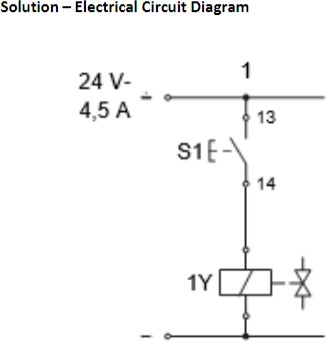 Solution – Electrical Circuit Diagram
1
24 V-
4,5 A
13
S1
14
1Y